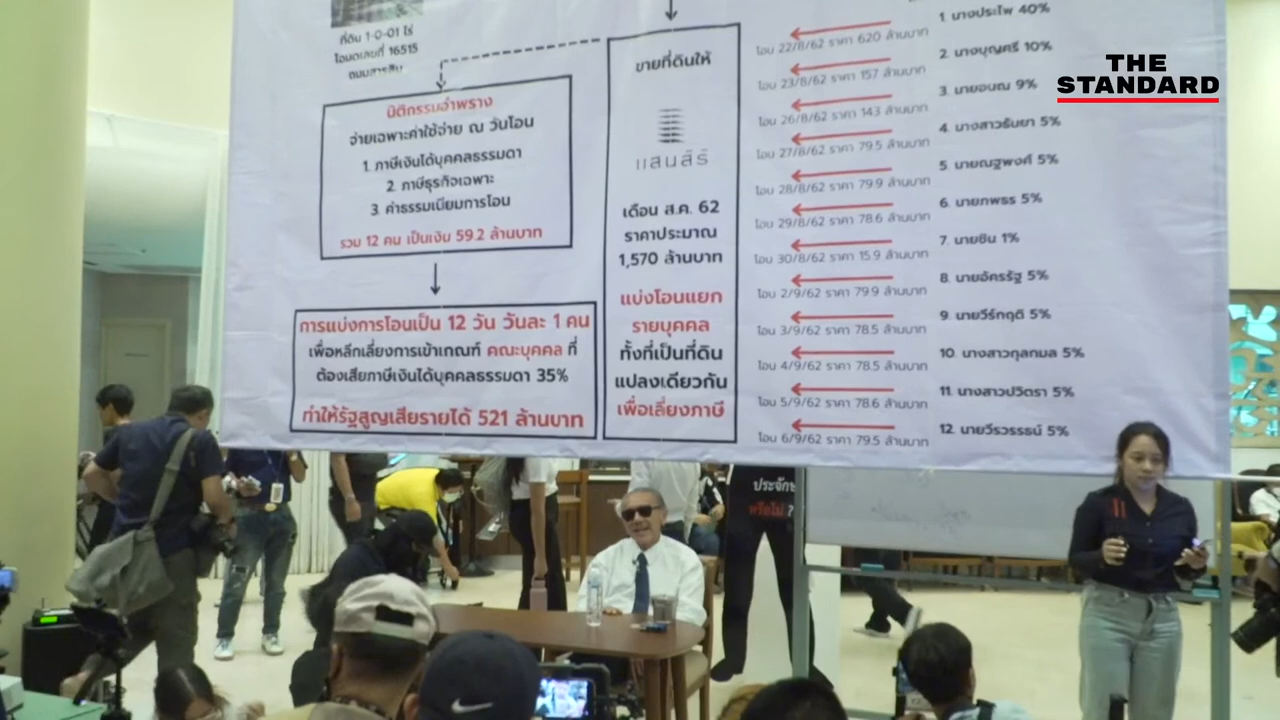 THE
STANDARD
ที่ดิน 1-0-01 ไร่
โฉนดเลขที่ 16515
ถนนสารสิน
นิติกรรมอำพราง
จ่ายเฉพาะค่าใช้จ่าย ณ วันโอน
1. ภาษีเงินได้บุคคลธรรมดา
2. ภาษีธุรกิจเฉพาะ
3. ค่าธรรมเนียมการโอน
รวม 12 คน เป็นเงิน 59.2 ล้านบาท
การแบ่งการโอนเป็น 12 วัน วันละ 1 คน
เพื่อหลีกเลี่ยงการเข้าเกณฑ์ คณะบุคคล ที่
ต้องเสียภาษีเงินได้บุคคลธรรมดา 35%
ทำให้รัฐสูญเสียรายได้ 521 ล้านบาท
ขายที่ดินให้
แสนสิริ
เดือน ส.ค. 62
ราคาประมาณ
1,570 ล้านบาท
แบ่งโอนแยก
รายบุคคล
ทั้งที่เป็นที่ดิน
แปลงเดียวกัน
เพื่อเลี่ยงภาษี
โอน 22/8/62 ราคา 620 ล้านบาท
1. นางประไพ 40%
โอน 23/8/62 ราคา 157 ล้านบาท
2. นางบุญศรี 10%
โอน 26/8/62 ราคา 143 ล้านบาท
3. นายอบณ 9%
โอน 27/8/62 ราคา 79.5 ล้านบาท
4. นางสาวธันยา 5%
โอน 28/8/62 ราคา 79.9 ล้านบาท
5. นายณฐพงศ์ 5%
โอน 29/8/62 ราคา 78.6 ล้านบาท
6. นายภพธร 5%
โอน 30/8/62 ราคา 15.9 ล้านบาท
7. นายชิน 1%
โอน 2/9/62 ราคา 79.9 ล้านบาท
8. นายอัครรัฐ 5%
โอน 3/9/62 ราคา 78.5 ล้านบาท
9. นายวีร์กฤติ 5%
โอน 4/9/62 ราคา 78.5 ล้านบาท
10. นางสาวกุลกมล 5%
โอน 5/9/62 ราคา 78.6 ล้านบาท
11. นางสาวปวิตรา 5%
โอน 6/9/62 ราคา 79.5 ล้านบาท
12. นายวีรวรรธน์ 5%
ประจักษ์
หรือไม่ ?